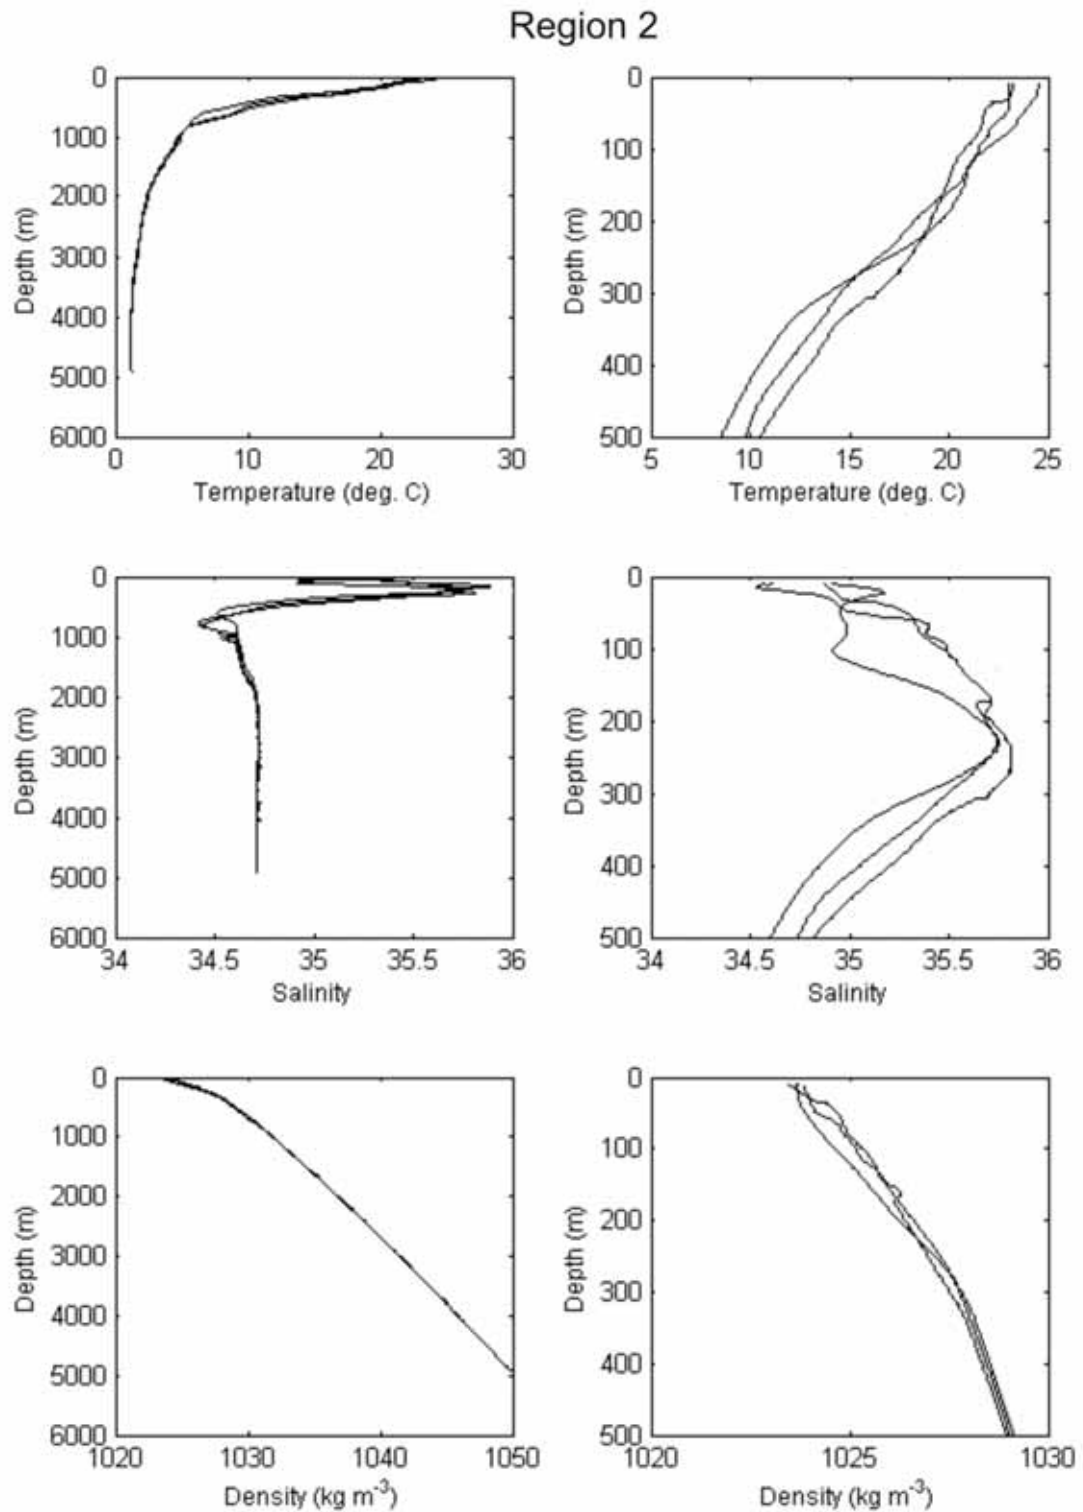 Region 2
0
1000
2000
3000
4000
5000
6000
Depth (m)
0 10 20 30
Temperature (deg. C)
0
100
200
300
400
500
Depth (m)
5 10 15 20 25
Temperature (deg. C)
0
1000
2000
3000
4000
5000
6000
Depth (m)
34 34.5 35 35.5 36
Salinity
0
100
200
300
400
500
Depth (m)
34 34.5 35 35.5 36
Salinity
0
1000
2000
3000
4000
5000
6000
Depth (m)
1020 1030 1040 1050
Density (kg m⁻³)
0
100
200
300
400
500
Depth (m)
1020 1025 1030
Density (kg m⁻³)